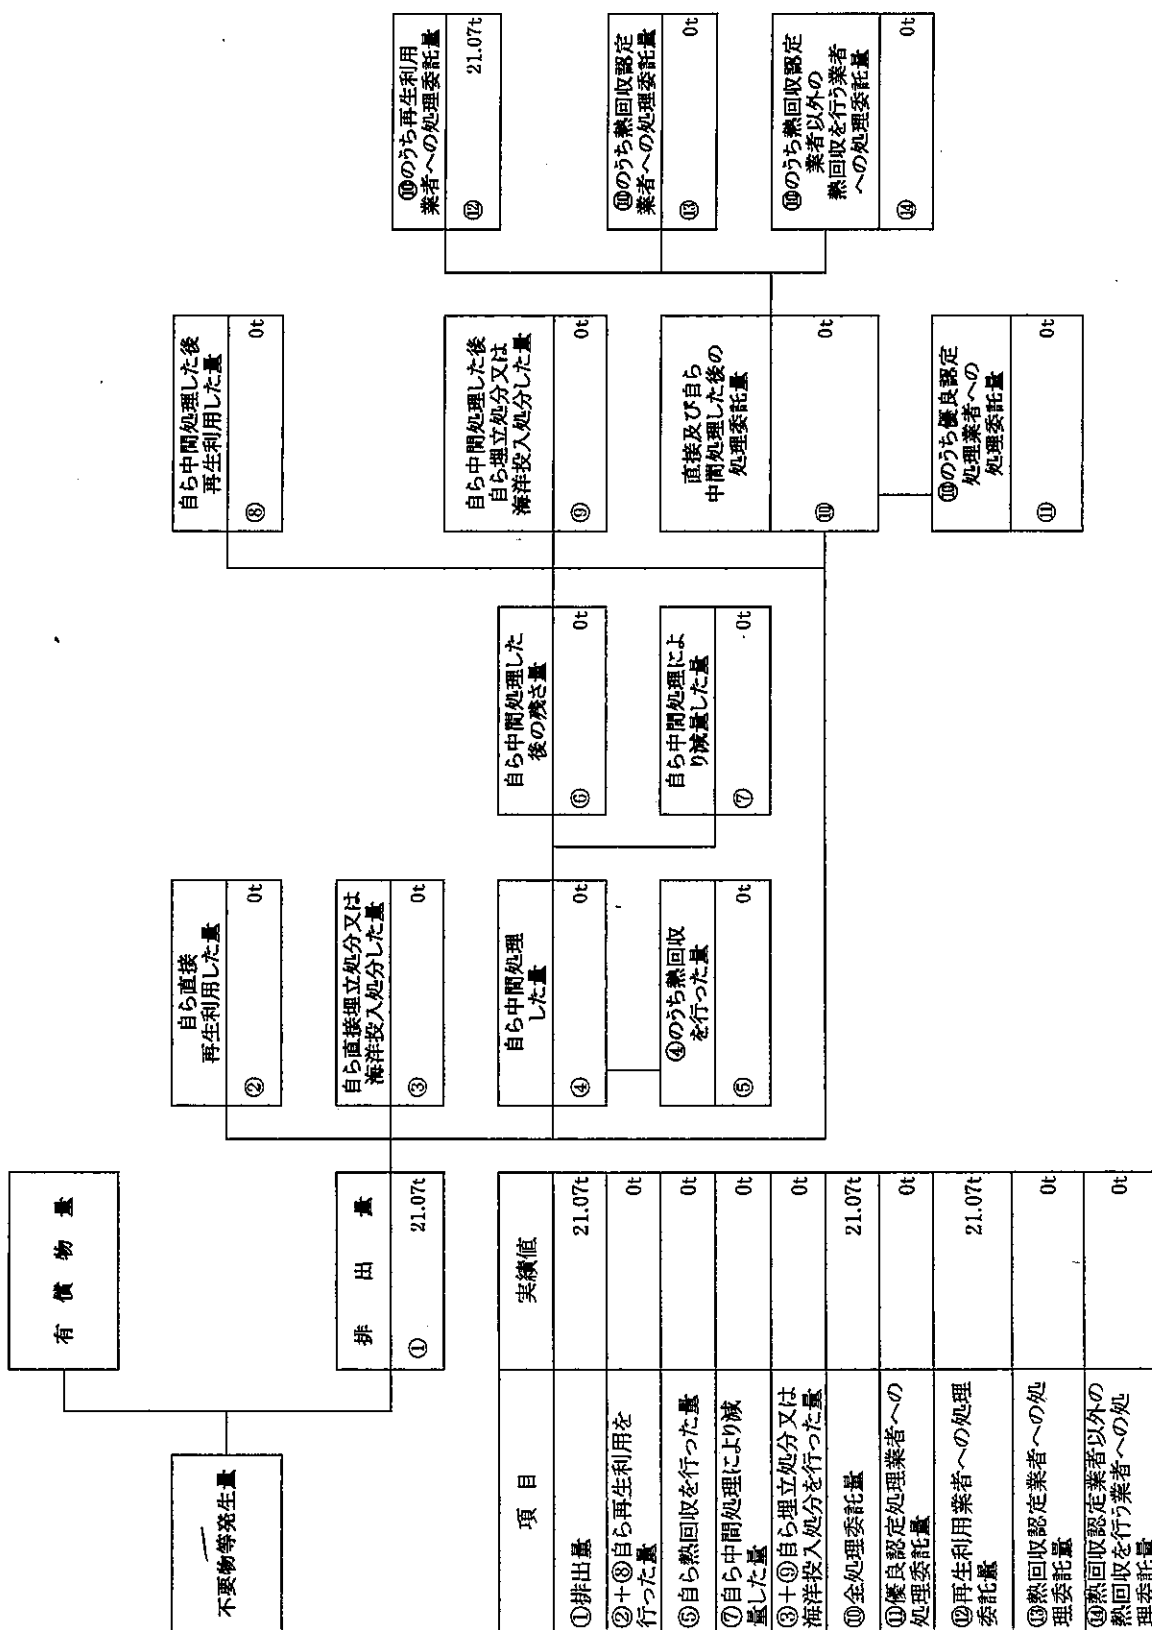 不要物等発生量
有償物量
排出量
① 21.07t
自ら直接
再生利用した量
② 0t
自ら直接埋立処分又は
海洋投入処分した量
③ 0t
自ら中間処理
した量
④ 0t
④のうち熱回収
を行った量
⑤ 0t
自ら中間処理した
後の残さ量
⑥ 0t
自ら中間処理によ
り減量した量
⑦ 0t
自ら中間処理した後
再生利用した量
⑧ 0t
自ら中間処理した後
自ら埋立処分又は
海洋投入処分した量
⑨ 0t
直接及び自ら
中間処理した後の
処理委託量
⑩ 0t
⑩のうち優良認定
処理業者への
処理委託量
⑪ 0t
⑩のうち再生利用
業者への処理委託量
⑫ 21.07t
⑩のうち熱回収認定
業者への処理委託量
⑬ 0t
⑩のうち熱回収認定
業者以外の
熱回収を行う業者
への処理委託量
⑭ 0t
項目 実績値
①排出量 21.07t
②+⑧自ら再生利用を
行った量 0t
⑤自ら熱回収を行った量 0t
⑦自ら中間処理により減
量した量 0t
③+⑨自ら埋立処分又は
海洋投入処分を行った量 0t
⑩全処理委託量 21.07t
⑪優良認定処理業者への
処理委託量 0t
⑫再生利用業者への処理
委託量 21.07t
⑬熱回収認定業者への処
理委託量 0t
⑭熱回収認定業者以外の
熱回収を行う業者への処
理委託量 0t